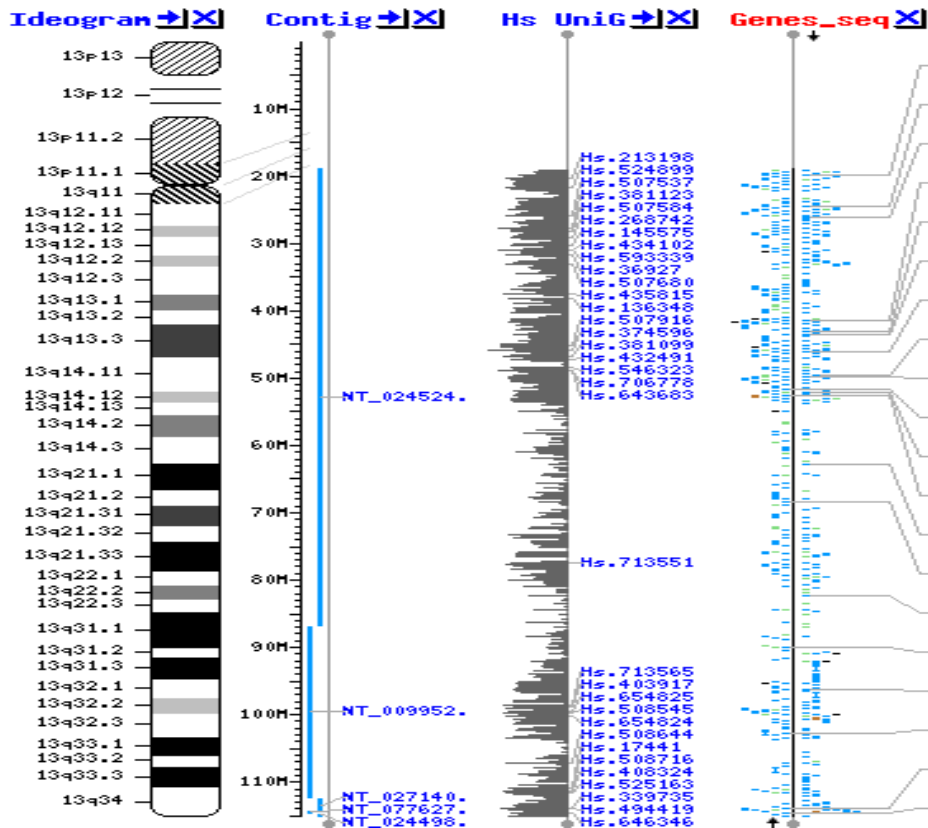 Ideogram Contig Hs UniG Genes_seq
13p13
13p12
13p11.2
13p11.1
13q11
13q12.11
13q12.12
13q12.13
13q12.2
13q12.3
13q13.1
13q13.2
13q13.3
13q14.11
13q14.12
13q14.13
13q14.2
13q14.3
13q21.1
13q21.2
13q21.31
13q21.32
13q21.33
13q22.1
13q22.2
13q22.3
13q31.1
13q31.2
13q31.3
13q32.1
13q32.2
13q32.3
13q33.1
13q33.2
13q33.3
13q34
10M
20M
30M
40M
50M
60M
70M
80M
90M
100M
110M
NT_024524.
NT_009952.
NT_027140.
NT_077627.
NT_024498.
Hs.213198
Hs.524899
Hs.507537
Hs.381123
Hs.507584
Hs.268742
Hs.145575
Hs.434102
Hs.593339
Hs.36927
Hs.507680
Hs.435815
Hs.136348
Hs.507916
Hs.374596
Hs.381099
Hs.432491
Hs.546323
Hs.706778
Hs.643683
Hs.713551
Hs.713565
Hs.403917
Hs.654825
Hs.508545
Hs.654824
Hs.508644
Hs.17441
Hs.508716
Hs.408324
Hs.525163
Hs.339735
Hs.494419
Hs.646346